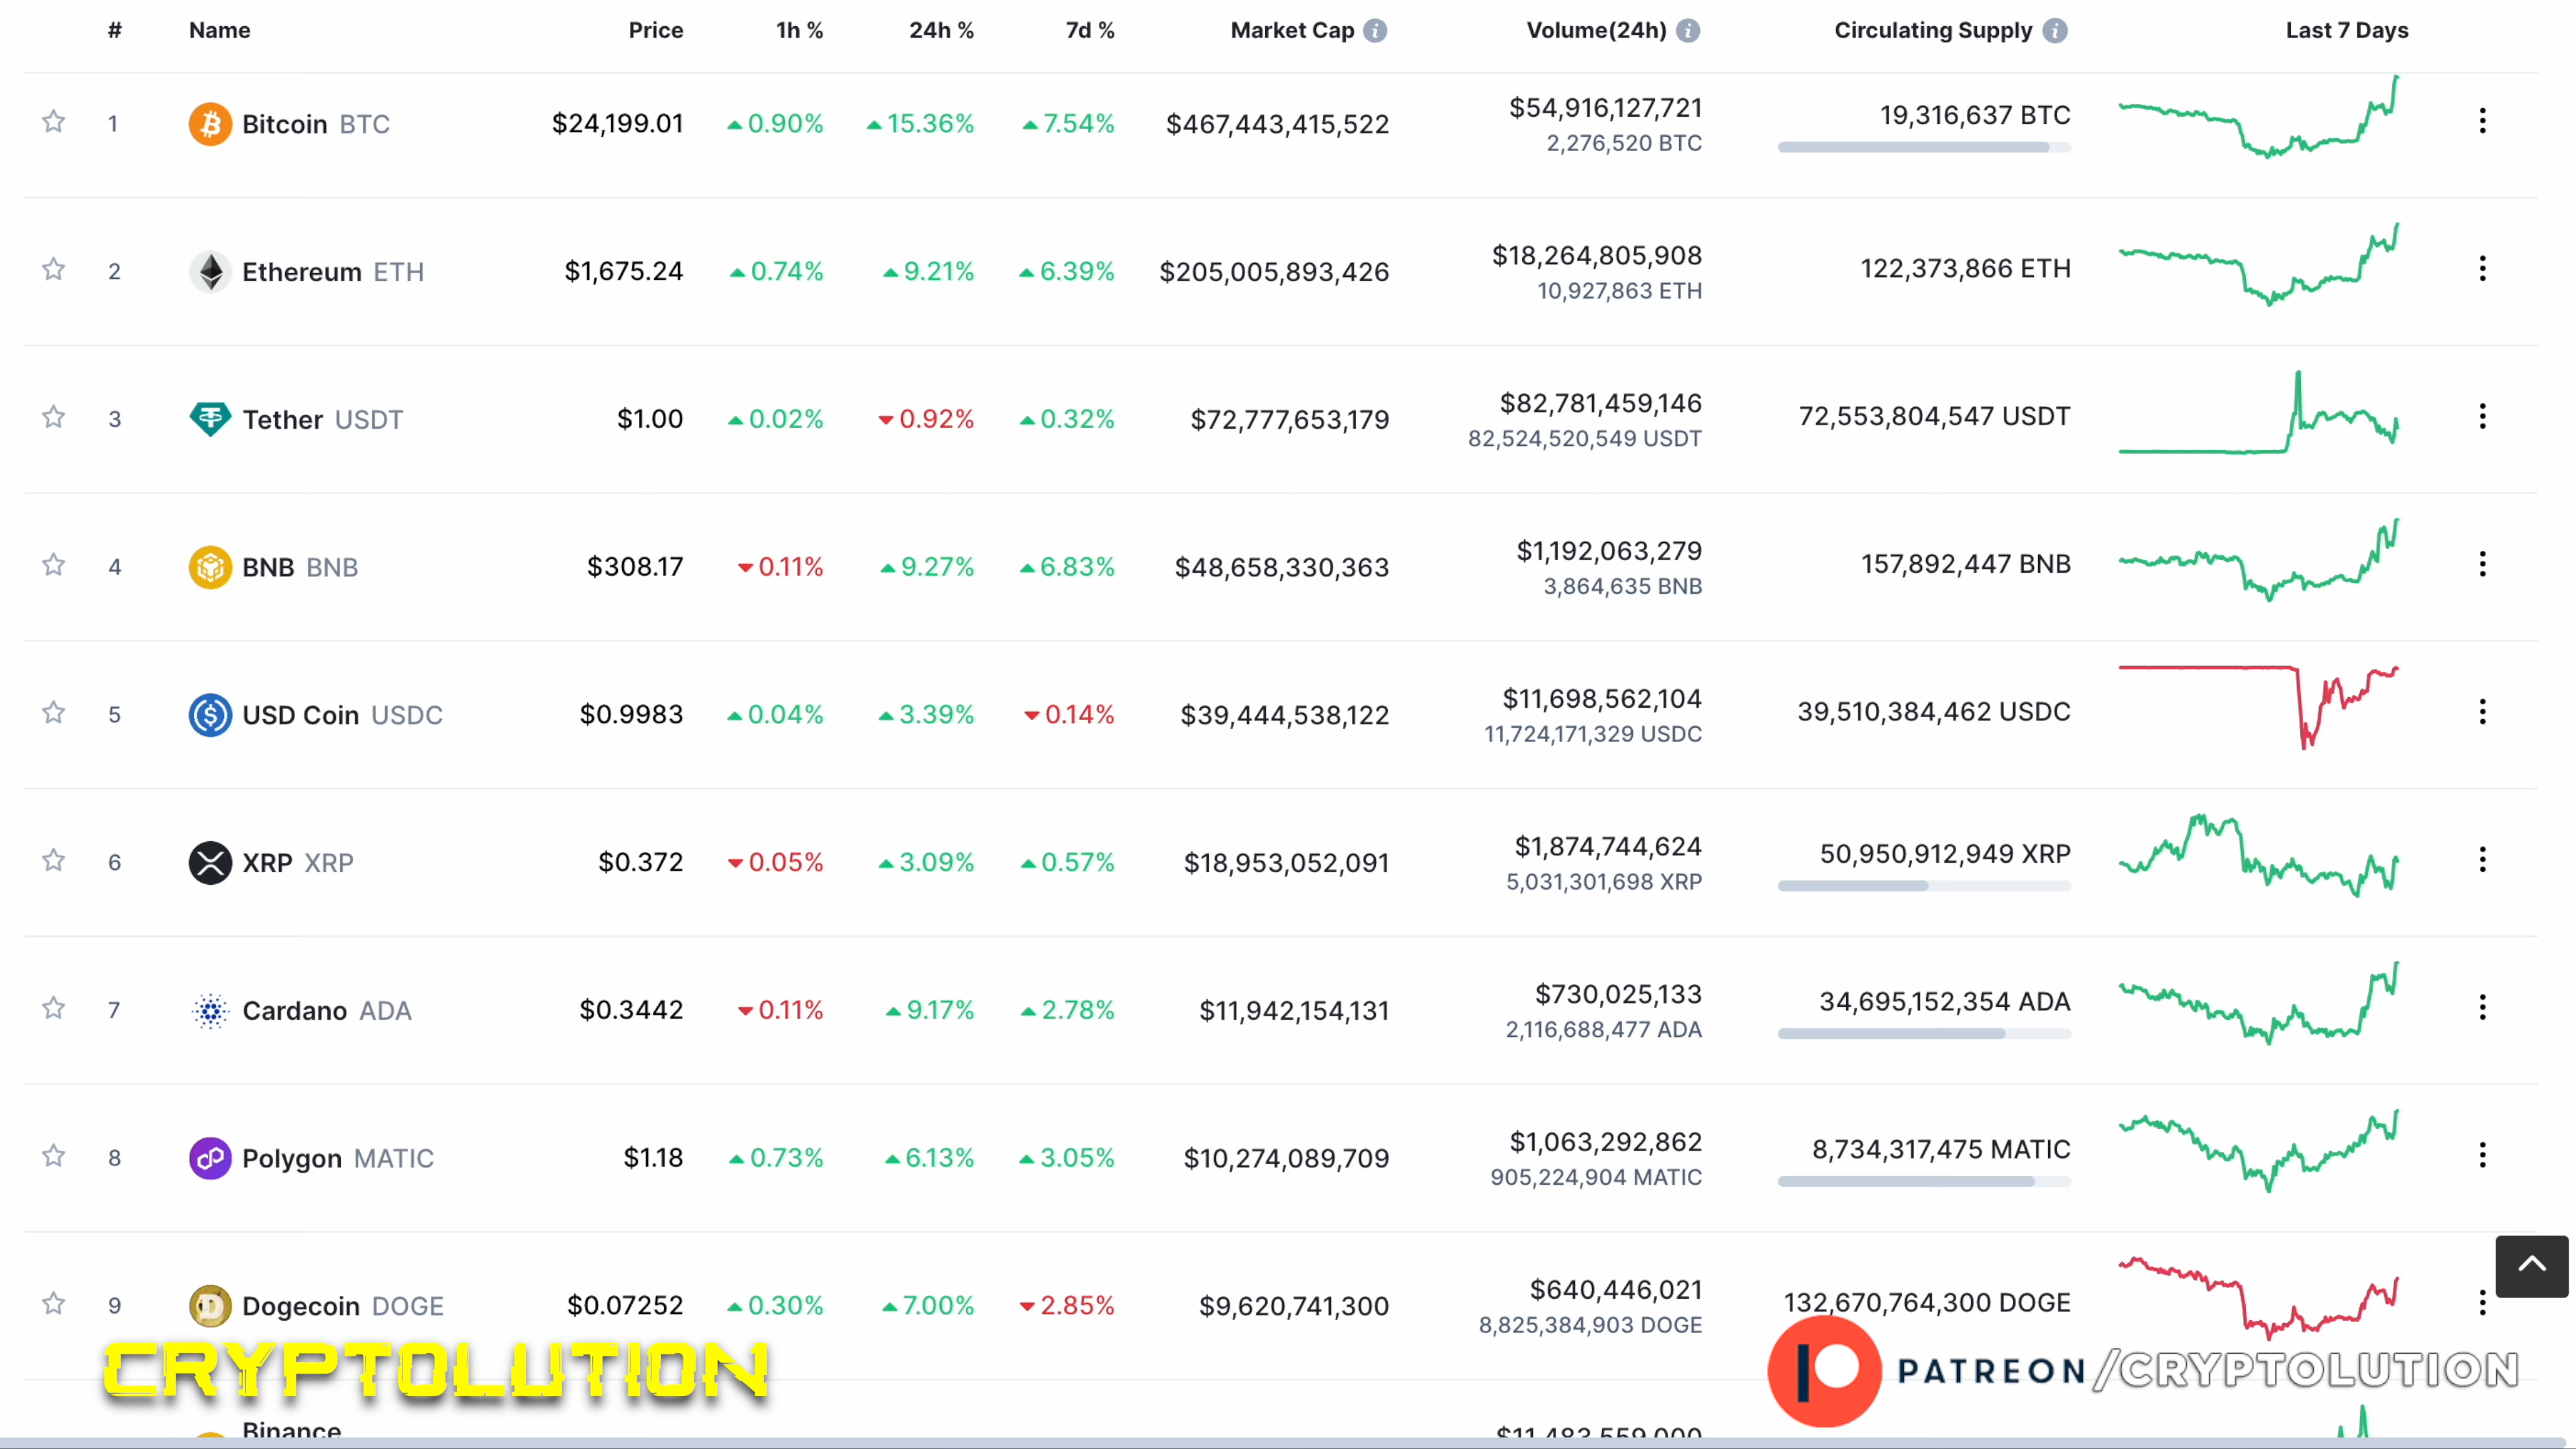 # Name Price 1h % 24h % 7d % Market Cap Volume(24h) Circulating Supply Last 7 Days
1 Bitcoin BTC $24,199.01 0.90% 15.36% 7.54% $467,443,415,522 $54,916,127,721 19,316,637 BTC
2,276,520 BTC
2 Ethereum ETH $1,675.24 0.74% 9.21% 6.39% $205,005,893,426 $18,264,805,908 122,373,866 ETH
10,927,863 ETH
3 Tether USDT $1.00 0.02% 0.92% 0.32% $72,777,653,179 $82,781,459,146 72,553,804,547 USDT
82,524,520,549 USDT
4 BNB BNB $308.17 0.11% 9.27% 6.83% $48,658,330,363 $1,192,063,279 157,892,447 BNB
3,864,635 BNB
5 USD Coin USDC $0.9983 0.04% 3.39% 0.14% $39,444,538,122 $11,698,562,104 39,510,384,462 USDC
11,724,171,329 USDC
6 XRP XRP $0.372 0.05% 3.09% 0.57% $18,953,052,091 $1,874,744,624 50,950,912,949 XRP
5,031,301,698 XRP
7 Cardano ADA $0.3442 0.11% 9.17% 2.78% $11,942,154,131 $730,025,133 34,695,152,354 ADA
2,116,688,477 ADA
8 Polygon MATIC $1.18 0.73% 6.13% 3.05% $10,274,089,709 $1,063,292,862 8,734,317,475 MATIC
905,224,904 MATIC
9 Dogecoin DOGE $0.07252 0.30% 7.00% 2.85% $9,620,741,300 $640,446,021 132,670,764,300 DOGE
8,825,384,903 DOGE
CRYPTOLUTION PATREON/CRYPTOLUTION
Binance $11,483,559,000